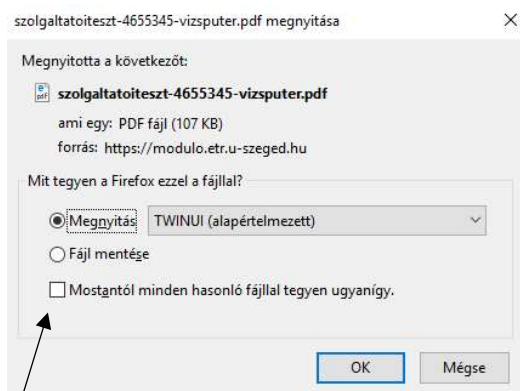 szolgaltatoiteszt-4655345-vizsputer.pdf megnyitása
Megnyitotta a következőt:
szolgaltatoiteszt-4655345-vizsputer.pdf
ami egy: PDF fájl (107 KB)
forrás: https://modulo.etr.u-szeged.hu
Mit tegyen a Firefox ezzel a fájllal?
Megnyitás TWINUI (alapértelmezett)
Fájl mentése
Mostantól minden hasonló fájllal tegyen ugyanígy.
OK Mégse